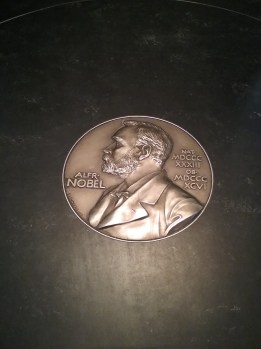 ALFR·
NOBEL
NAT·
MDCCC
XXXIII
OB·
MDCCC
XCVI